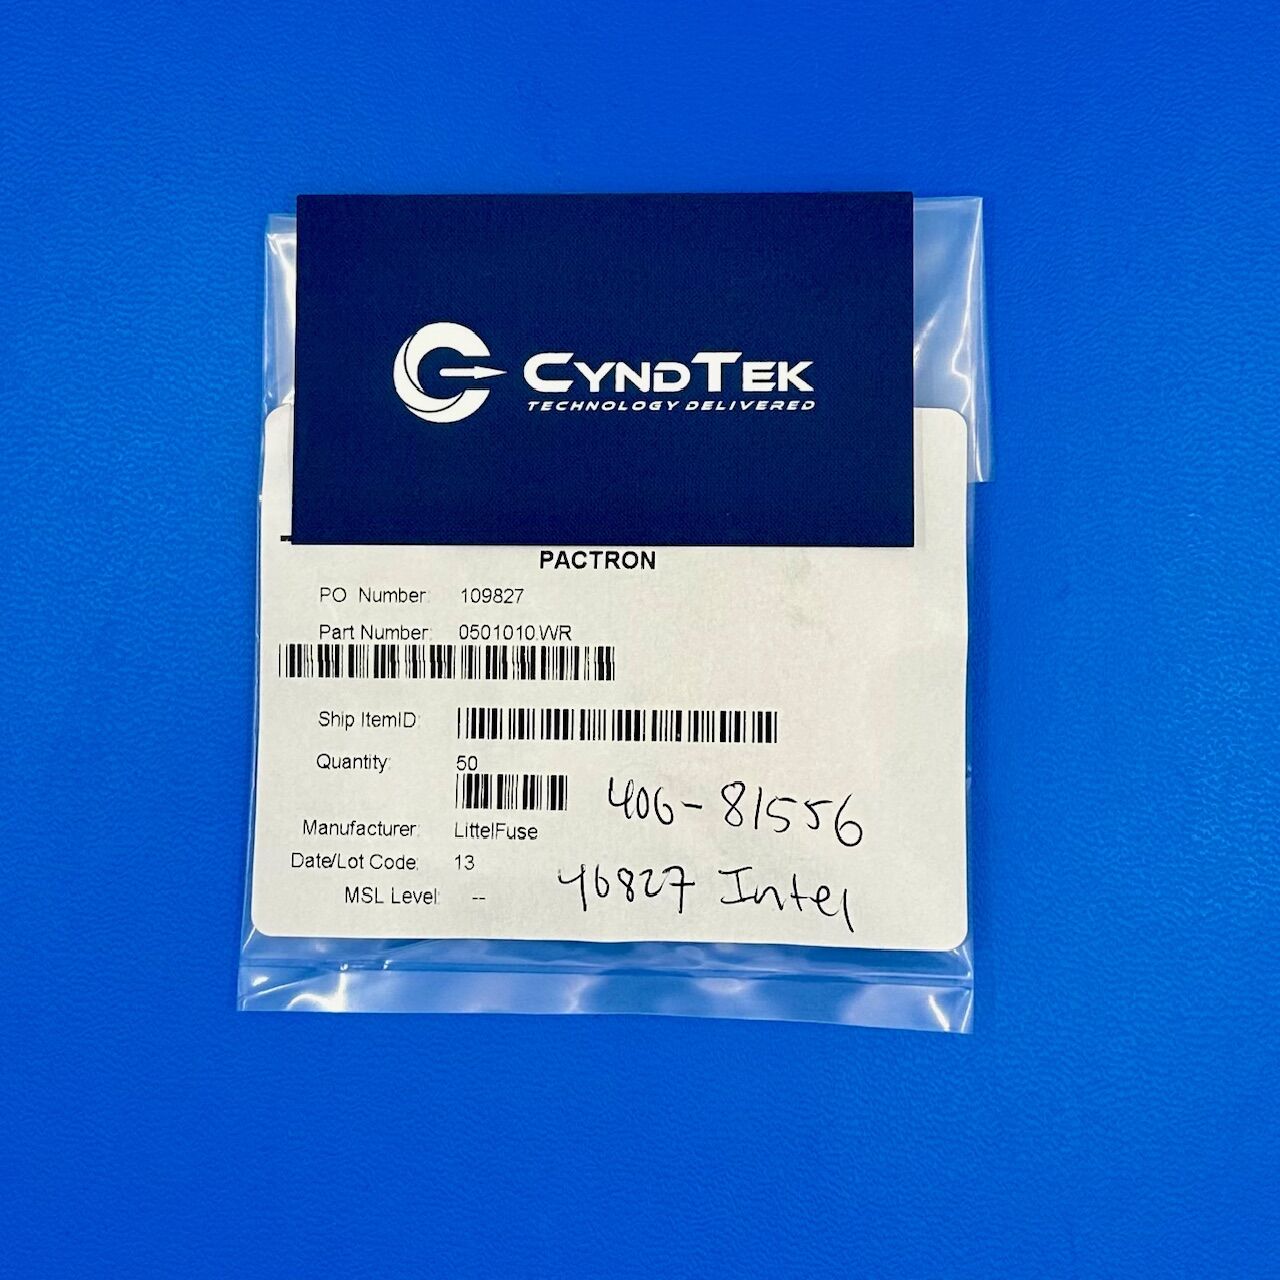 CYNDTEK
TECHNOLOGY DELIVERED
PACTRON
PO Number: 109827
Part Number: 0501010.WR
Ship ItemID:
Quantity: 50
406-81556
Manufacturer: LittelFuse
Date/Lot Code: 13
46827 Intel
MSL Level: --